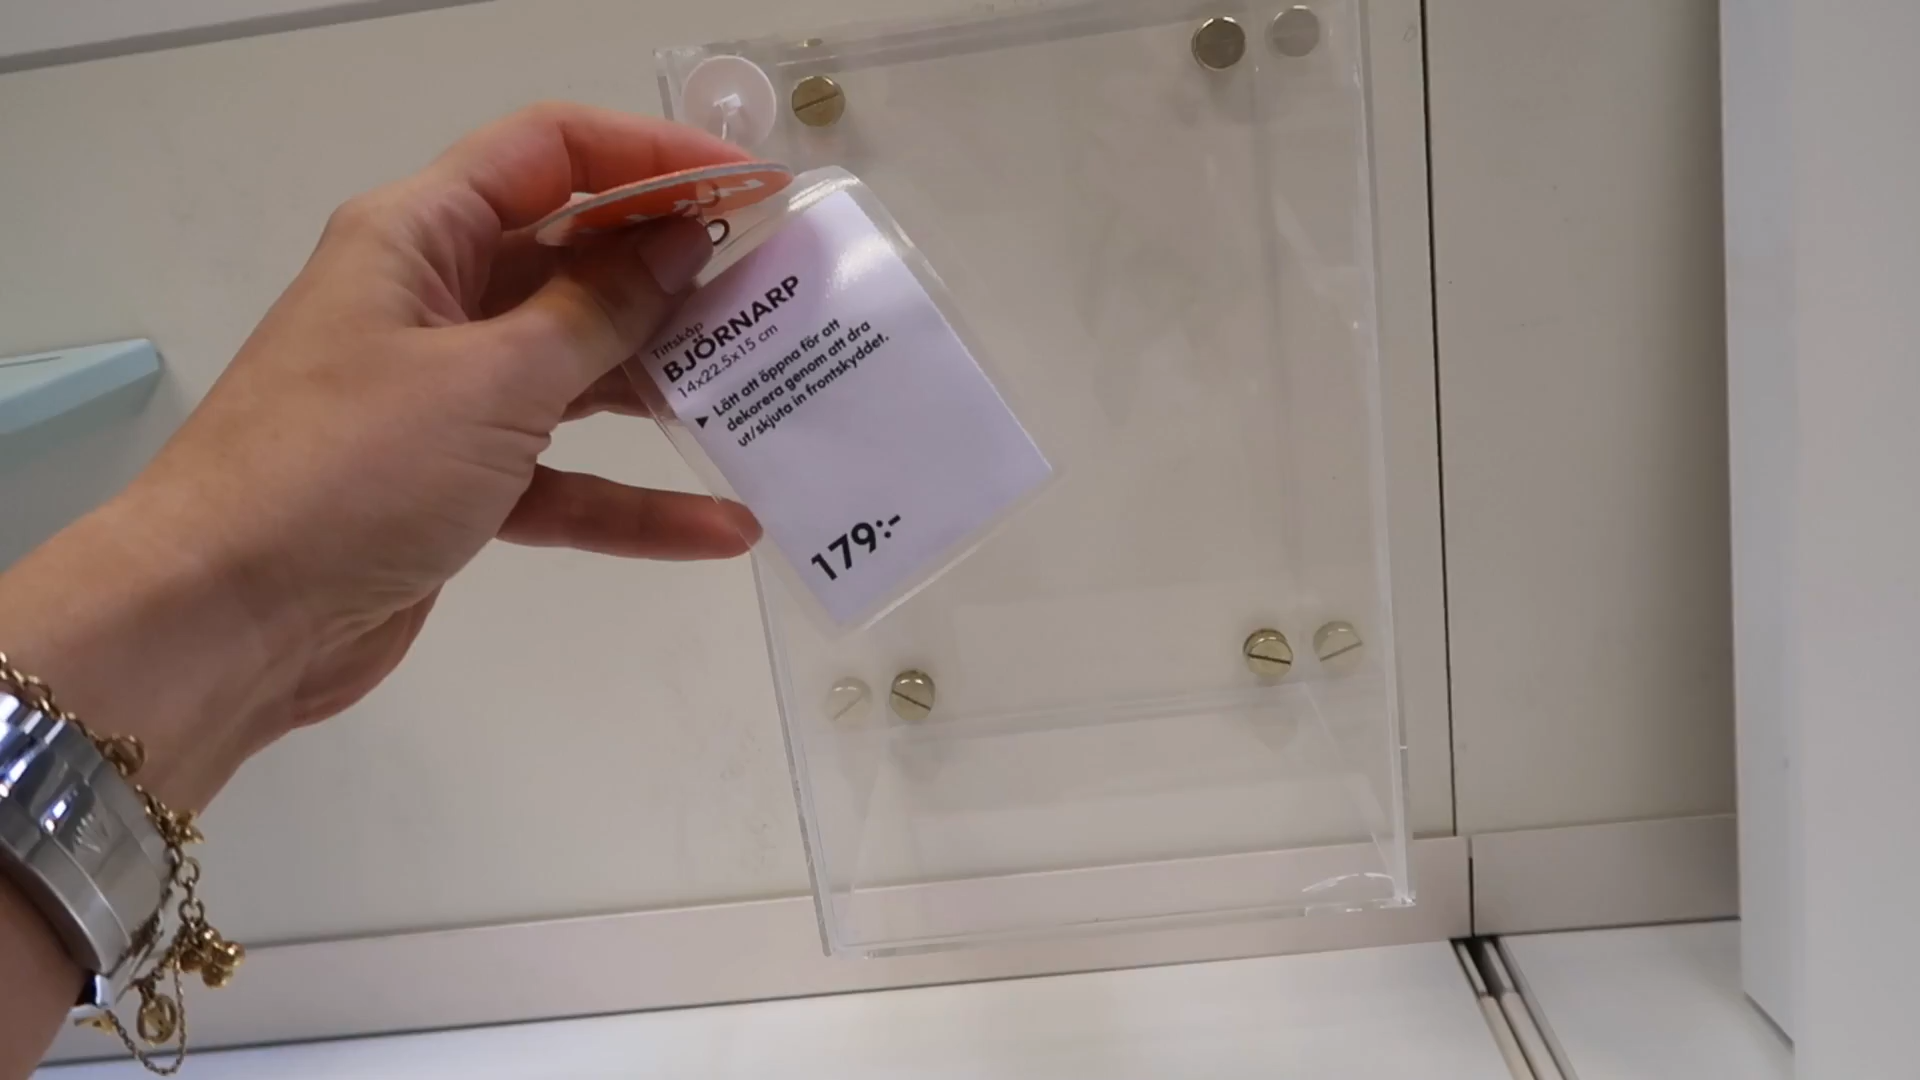 Tittskåp
BJÖRNARP
14x22.5x15 cm
► Lätt att öppna för att
dekorera genom att dra
ut/skjuta in frontskyddet.
179:-